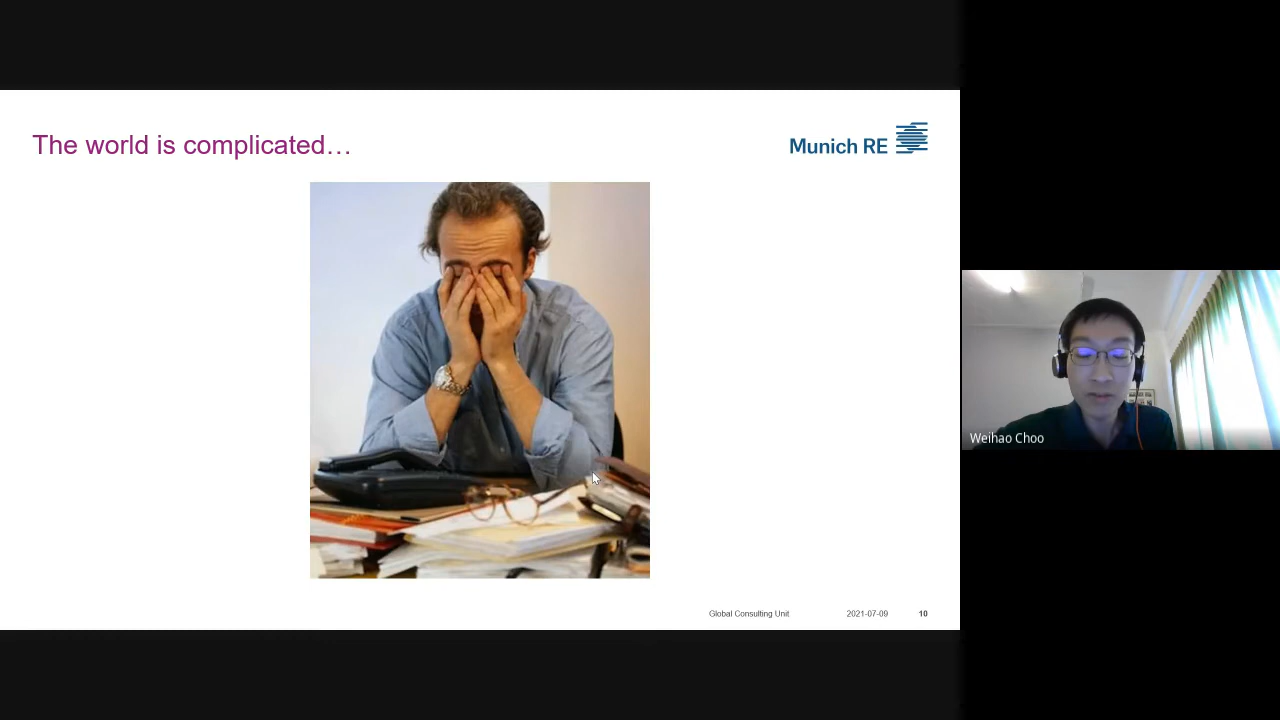 The world is complicated…
Munich RE
Weihao Choo
Global Consulting Unit 2021-07-09 10